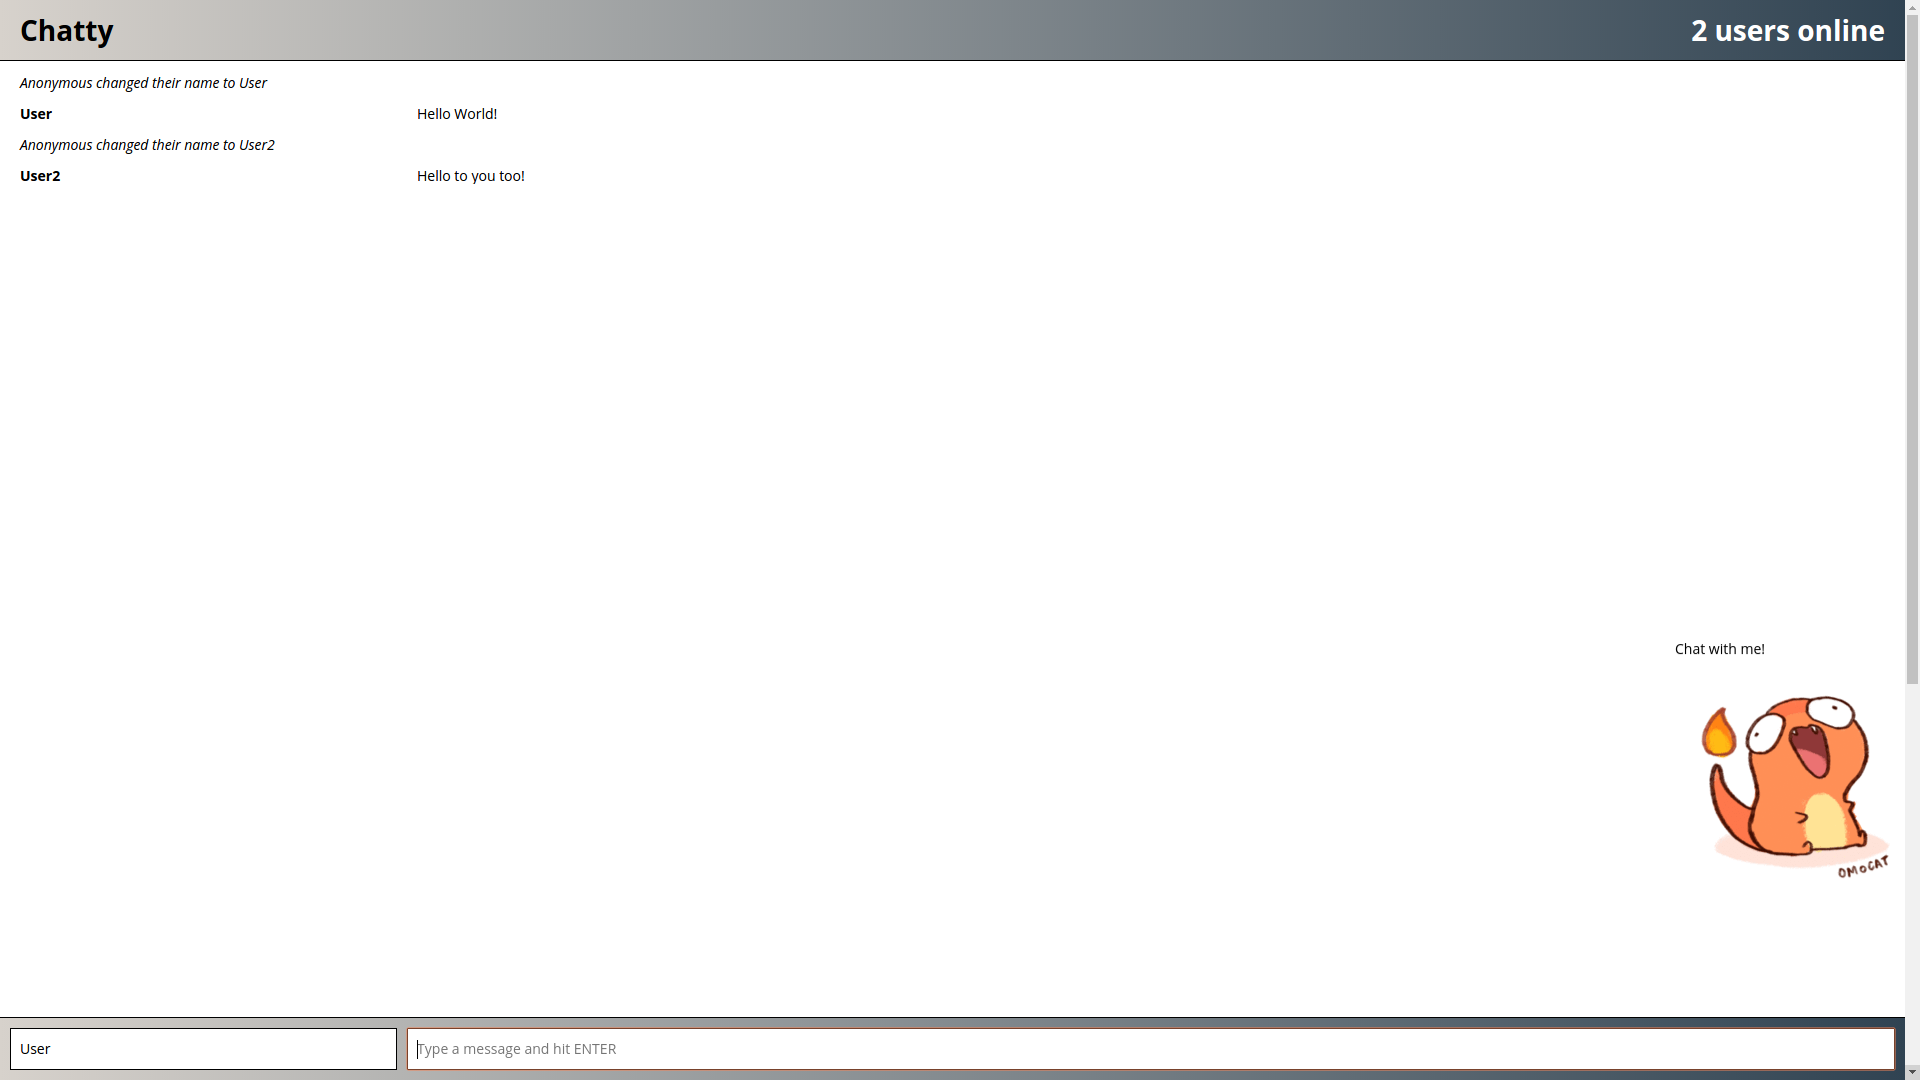 Chatty 2 users online
Anonymous changed their name to User
User Hello World!
Anonymous changed their name to User2
User2 Hello to you too!
Chat with me!
OMOCAT
User Type a message and hit ENTER